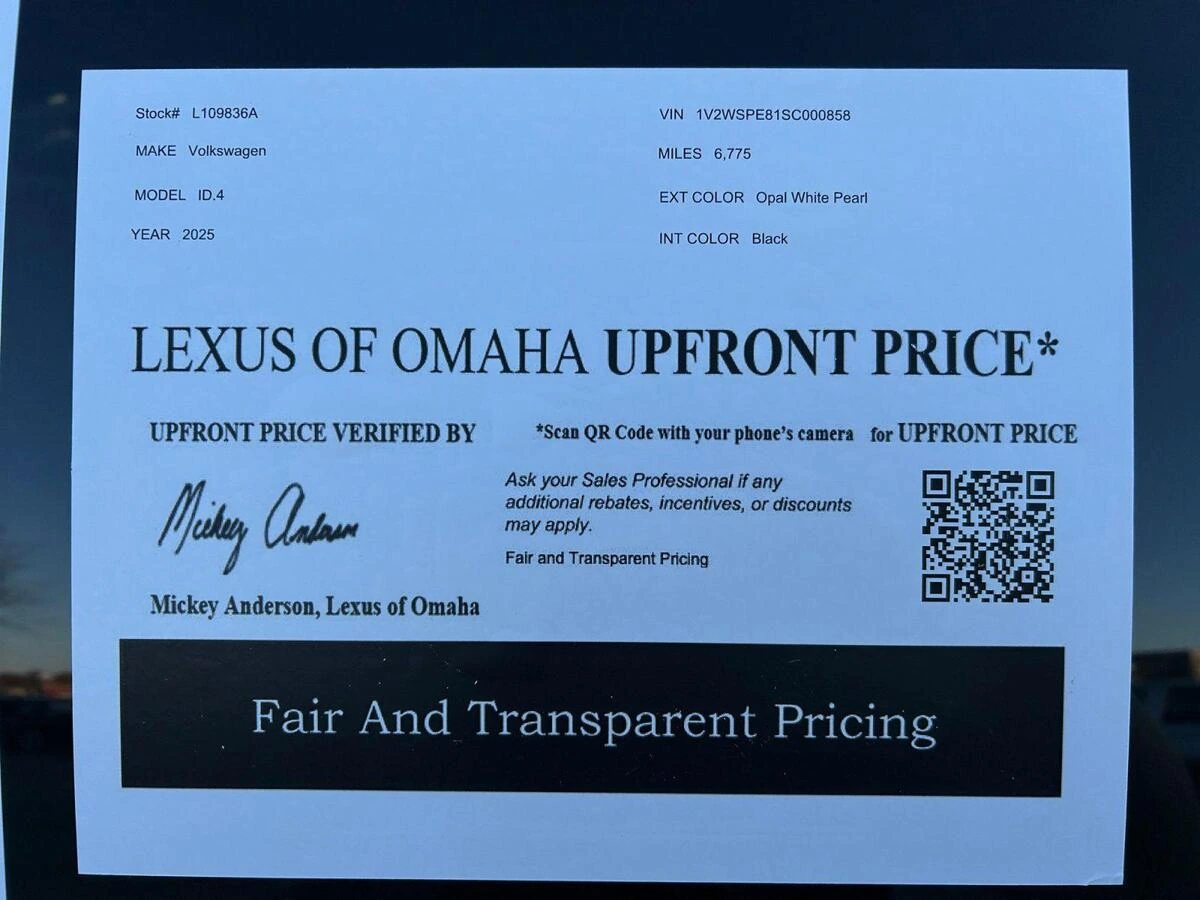 Stock# L109836A
VIN 1V2WSPE81SC000858
MAKE Volkswagen
MILES 6,775
MODEL ID.4
EXT COLOR Opal White Pearl
YEAR 2025
INT COLOR Black
LEXUS OF OMAHA UPFRONT PRICE*
UPFRONT PRICE VERIFIED BY
*Scan QR Code with your phone's camera for UPFRONT PRICE
Mickey Anderson
Ask your Sales Professional if any
additional rebates, incentives, or discounts
may apply.
Fair and Transparent Pricing
Mickey Anderson, Lexus of Omaha
Fair And Transparent Pricing